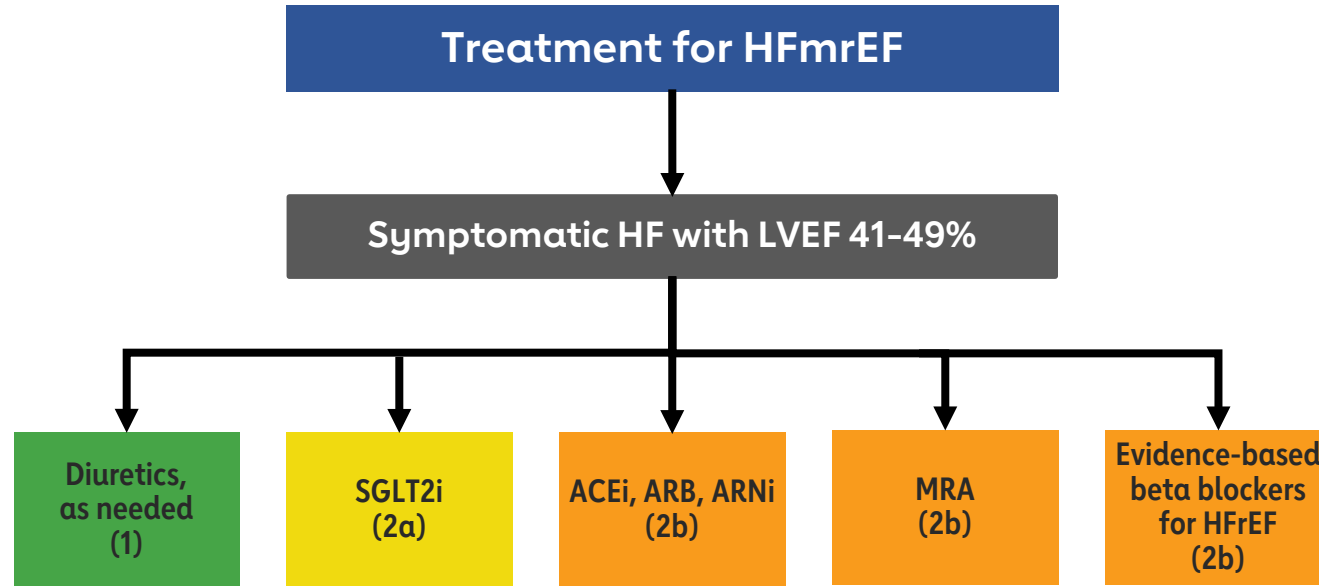 Treatment for HFmrEF
Symptomatic HF with LVEF 41-49%
Diuretics,
as needed
(1)
SGLT2i
(2a)
ACEi, ARB, ARNi
(2b)
MRA
(2b)
Evidence-based
beta blockers
for HFrEF
(2b)